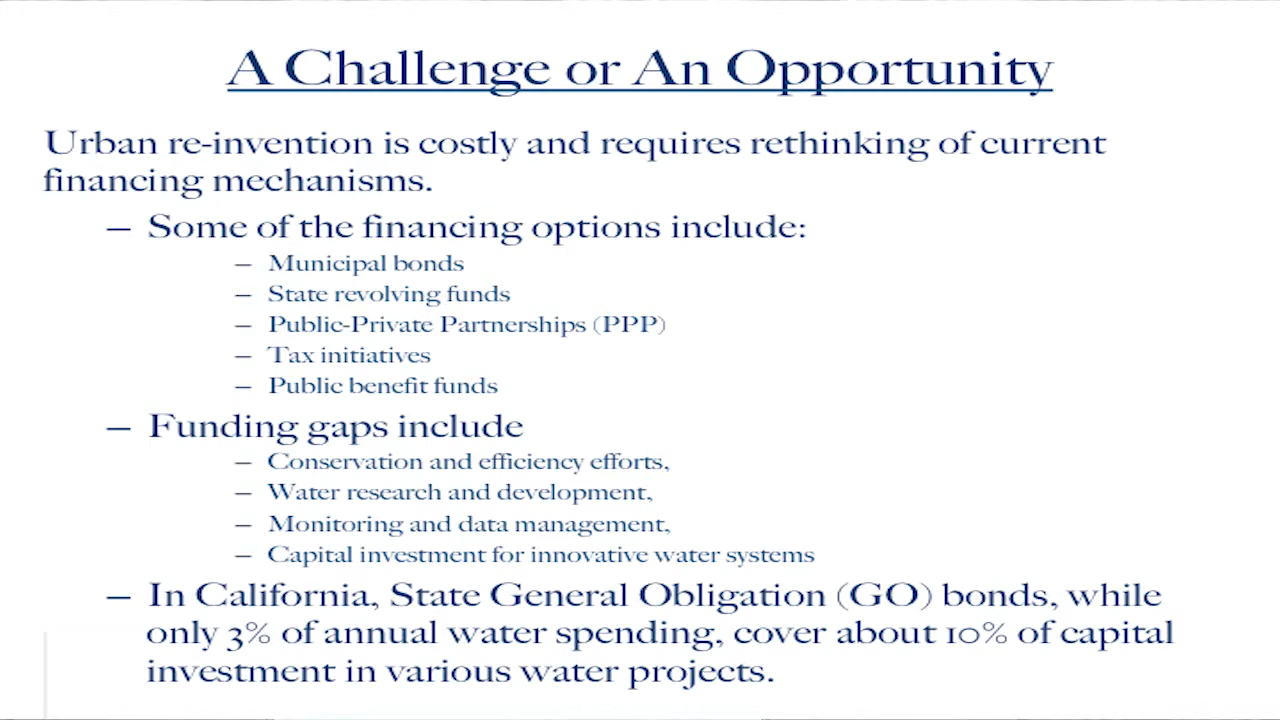 A Challenge or An Opportunity
Urban re-invention is costly and requires rethinking of current
financing mechanisms.
– Some of the financing options include:
– Municipal bonds
– State revolving funds
– Public-Private Partnerships (PPP)
– Tax initiatives
– Public benefit funds
– Funding gaps include
– Conservation and efficiency efforts,
– Water research and development,
– Monitoring and data management,
– Capital investment for innovative water systems
– In California, State General Obligation (GO) bonds, while
only 3% of annual water spending, cover about 10% of capital
investment in various water projects.